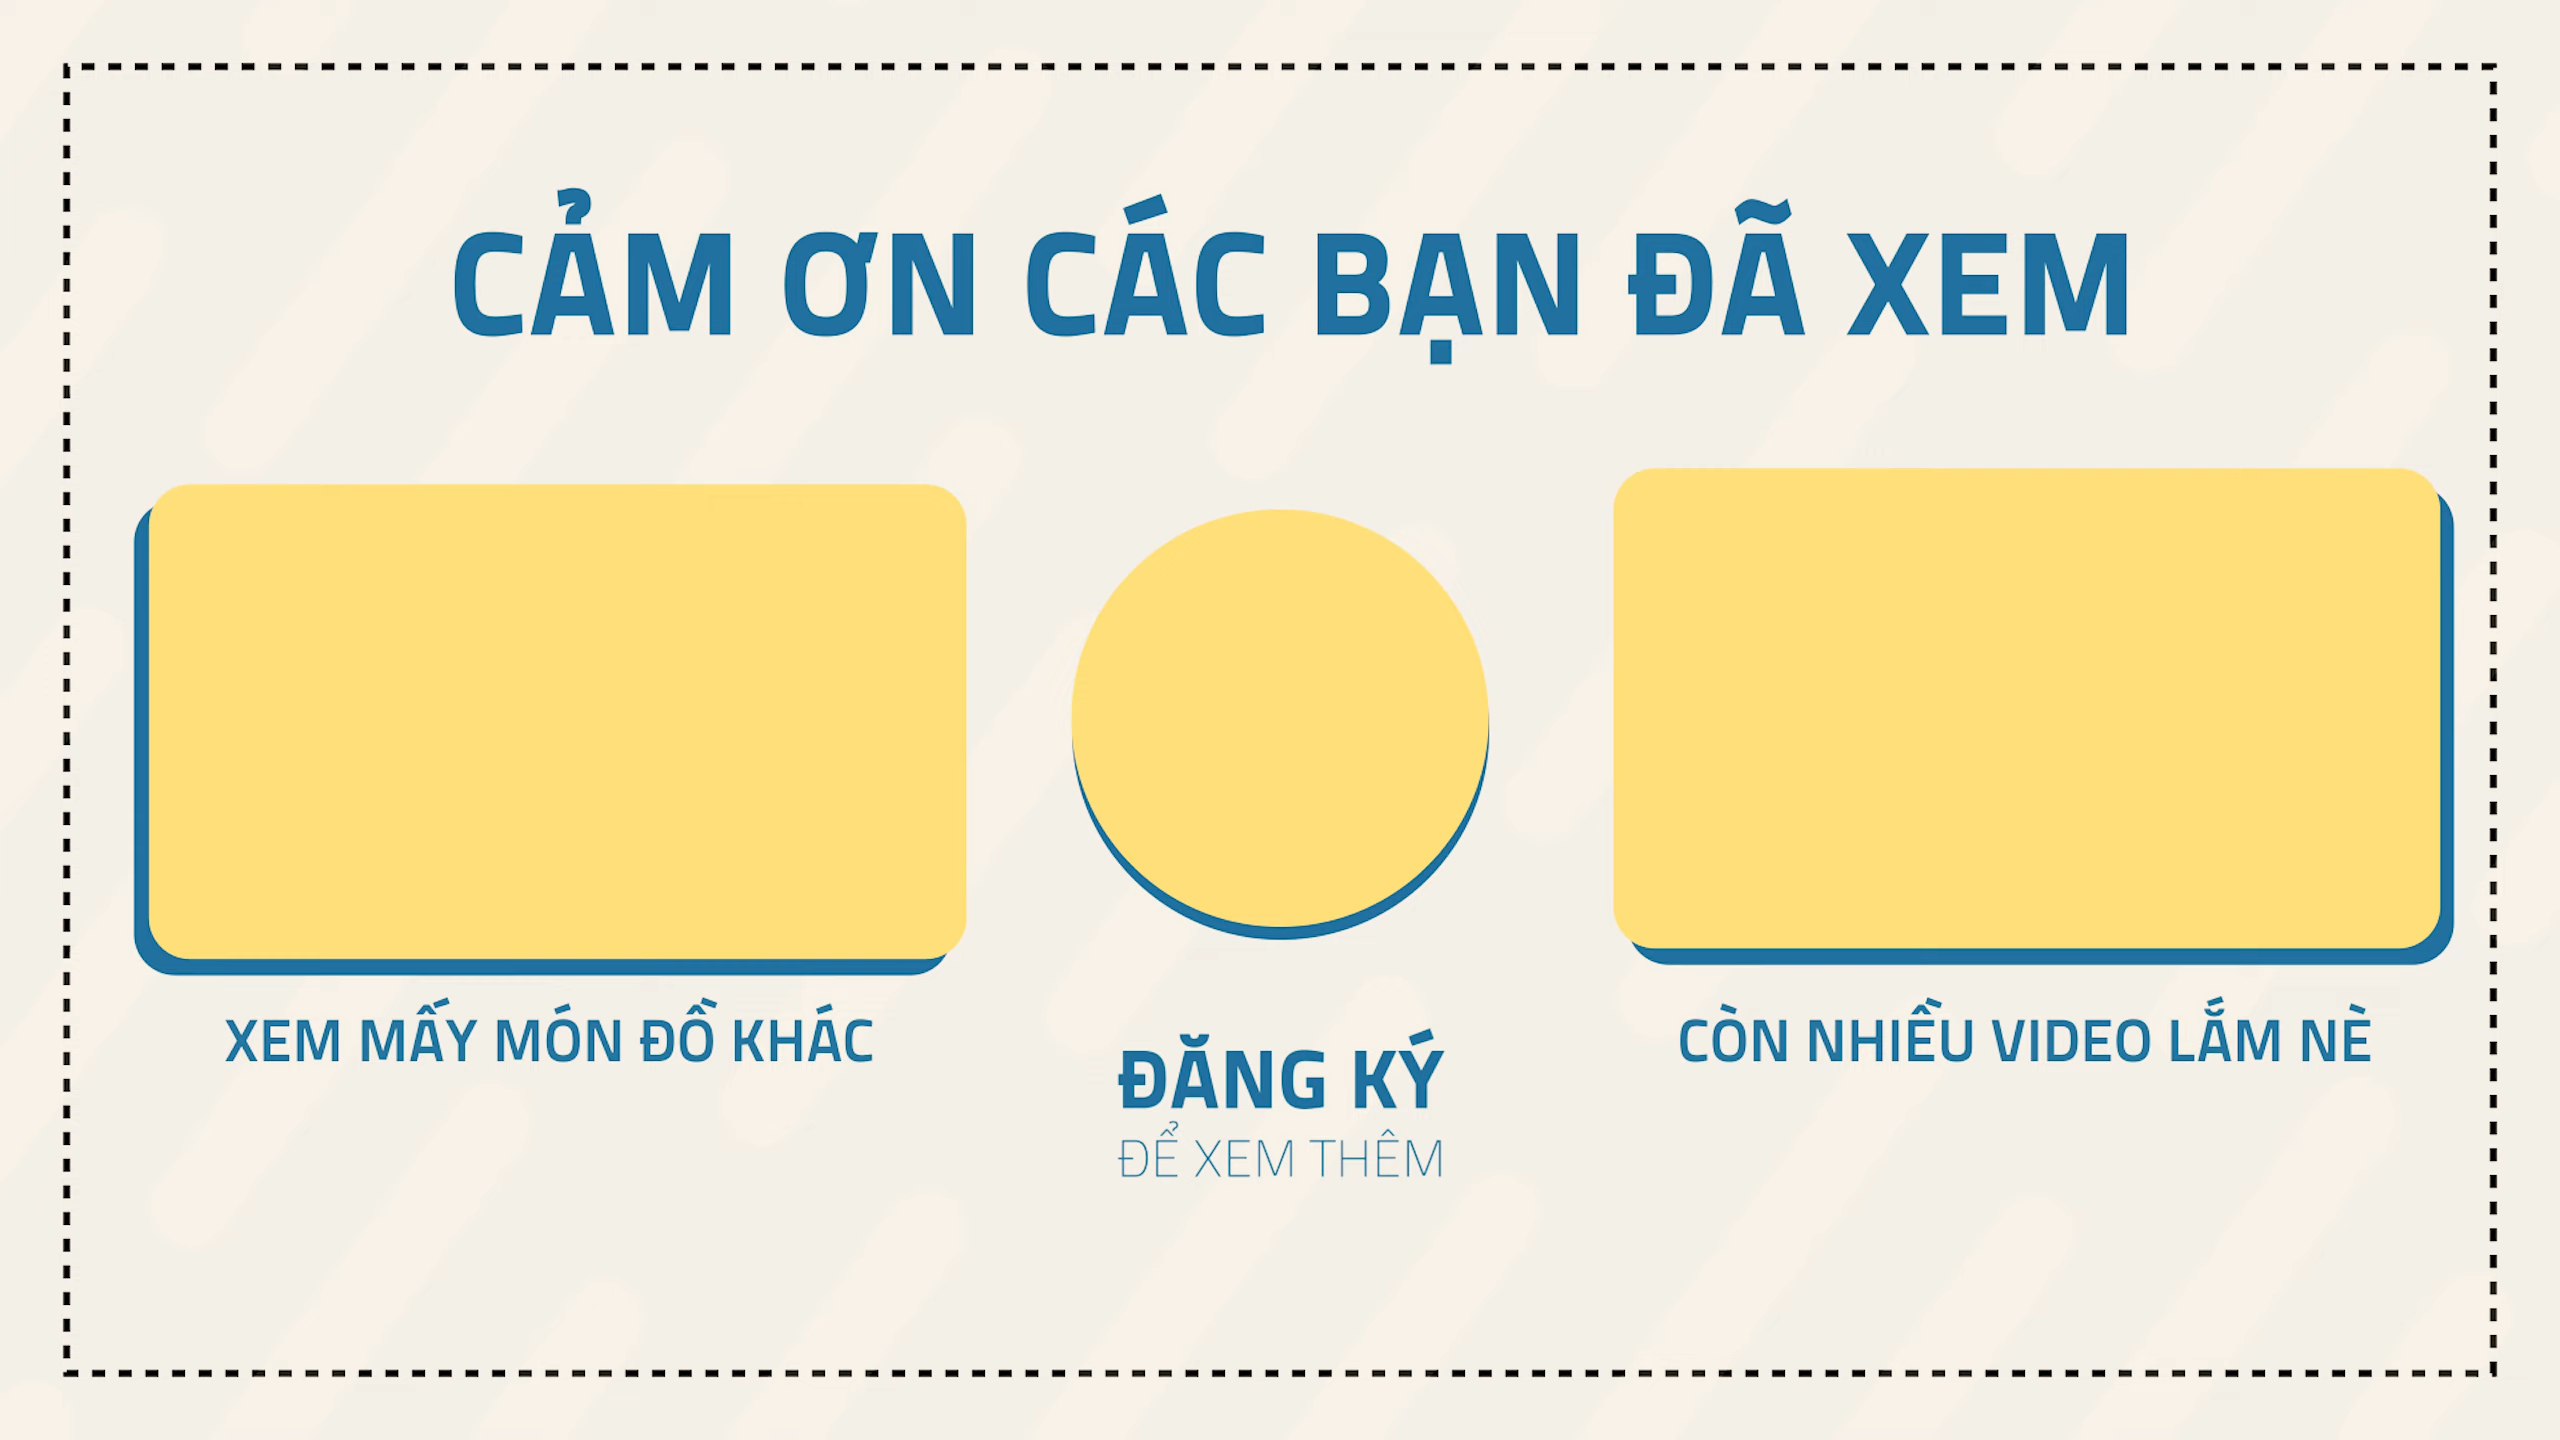 CẢM ƠN CÁC BẠN ĐÃ XEM
XEM MẤY MÓN ĐỒ KHÁC
CÒN NHIỀU VIDEO LẮM NÈ
ĐĂNG KÝ
ĐỂ XEM THÊM